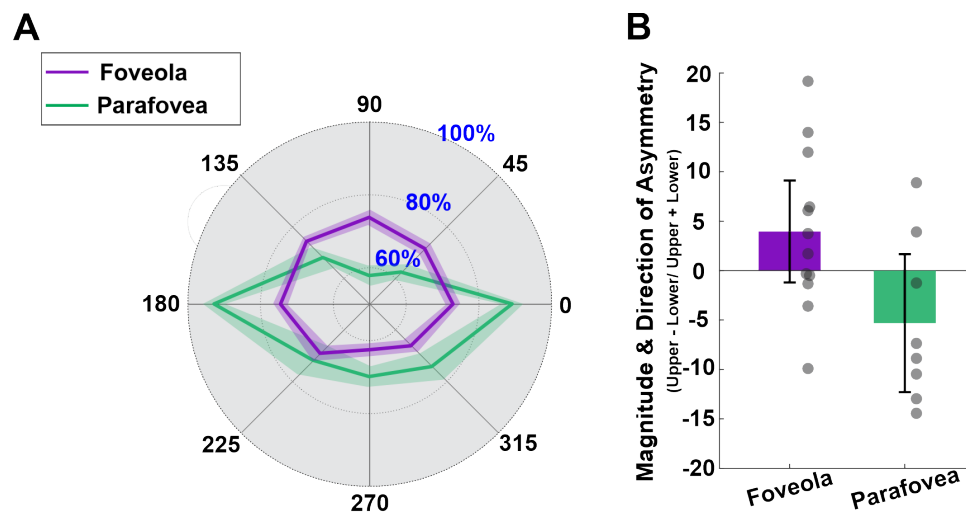 A
Foveola
Parafovea
90
100%
135
45
80%
60%
180
0
225
315
270
B
Magnitude & Direction of Asymmetry
(Upper - Lower/ Upper + Lower)
20
15
10
5
0
-5
-10
-15
-20
Foveola
Parafovea